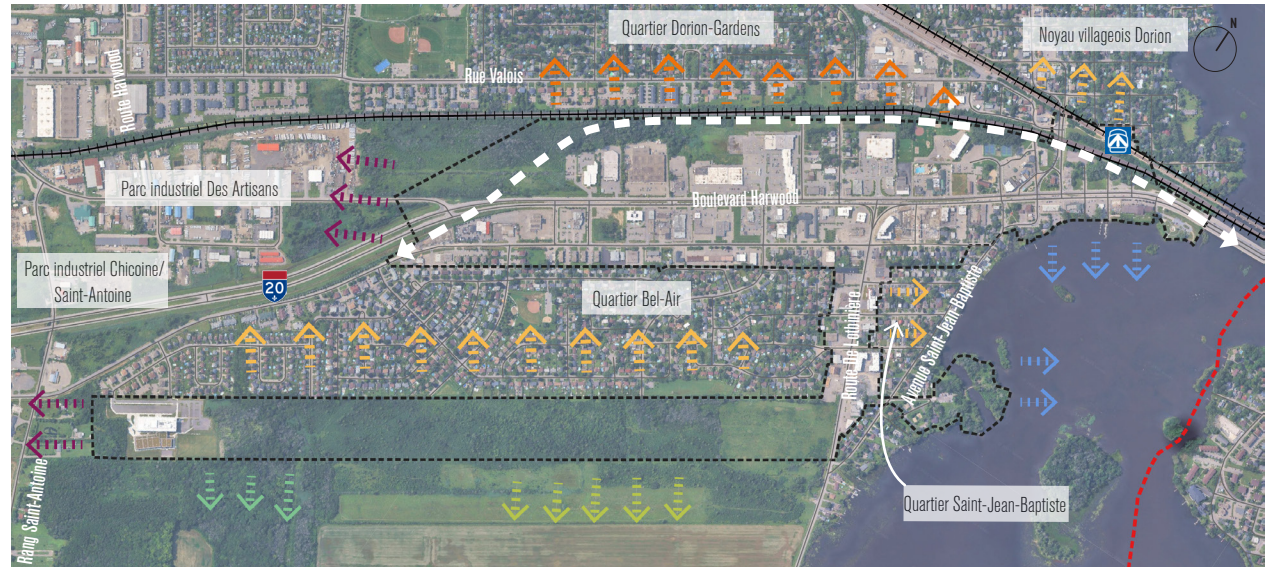 Quartier Dorion-Gardens
Noyau villageois Dorion
N
Rue Valois
Route Harwood
Parc industriel Des Artisans
Boulevard Harwood
Parc industriel Chicoine/
Saint-Antoine
20
Quartier Bel-Air
Route De Lotbinière
Avenue Saint-Jean-Baptiste
Quartier Saint-Jean-Baptiste
Rang Saint-Antoine